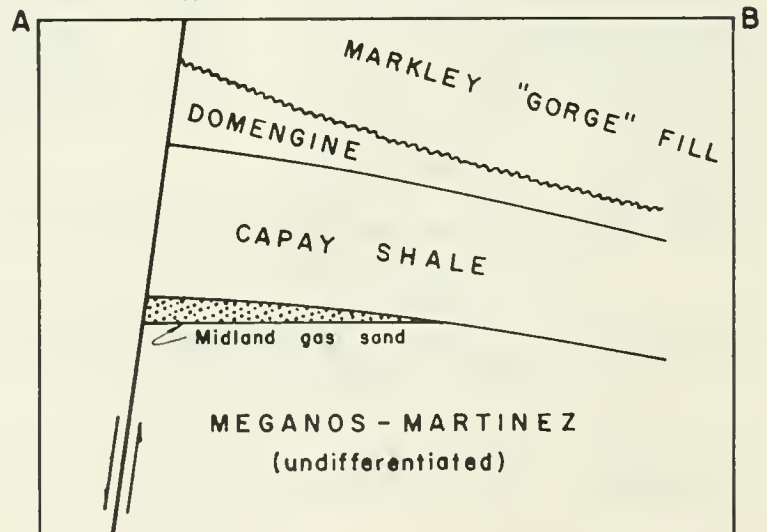 A B
MARKLEY "GORGE" FILL
DOMENGINE
CAPAY SHALE
Midland gas sand
MEGANOS - MARTINEZ
(undifferentiated)